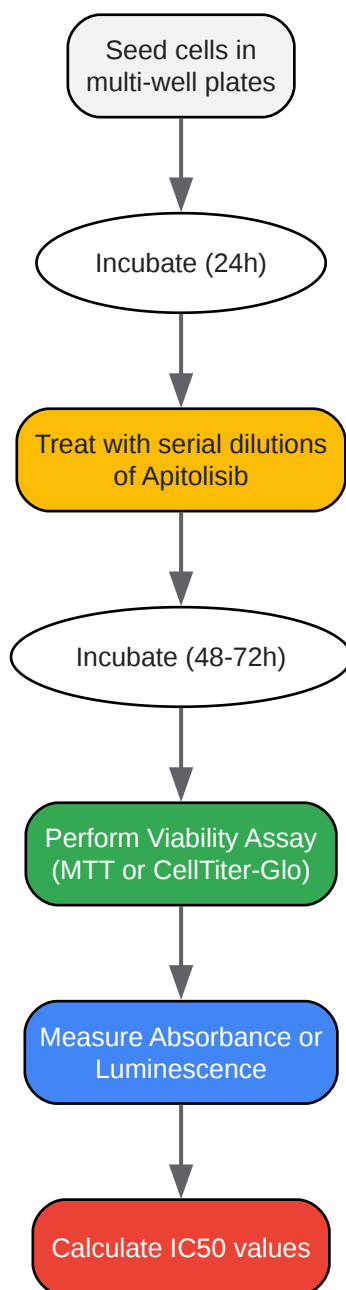 Seed cells in
multi-well plates
Incubate (24h)
Treat with serial dilutions
of Apitolisib
Incubate (48-72h)
Perform Viability Assay
(MTT or CellTiter-Glo)
Measure Absorbance or
Luminescence
Calculate IC50 values